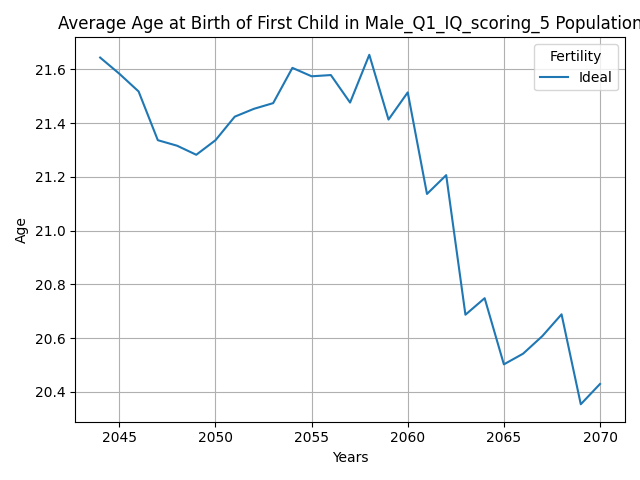 Average Age at Birth of First Child in Male_Q1_IQ_scoring_5 Population
Fertility
Ideal
21.6
21.4
21.2
21.0
20.8
20.6
20.4
Age
2045 2050 2055 2060 2065 2070
Years